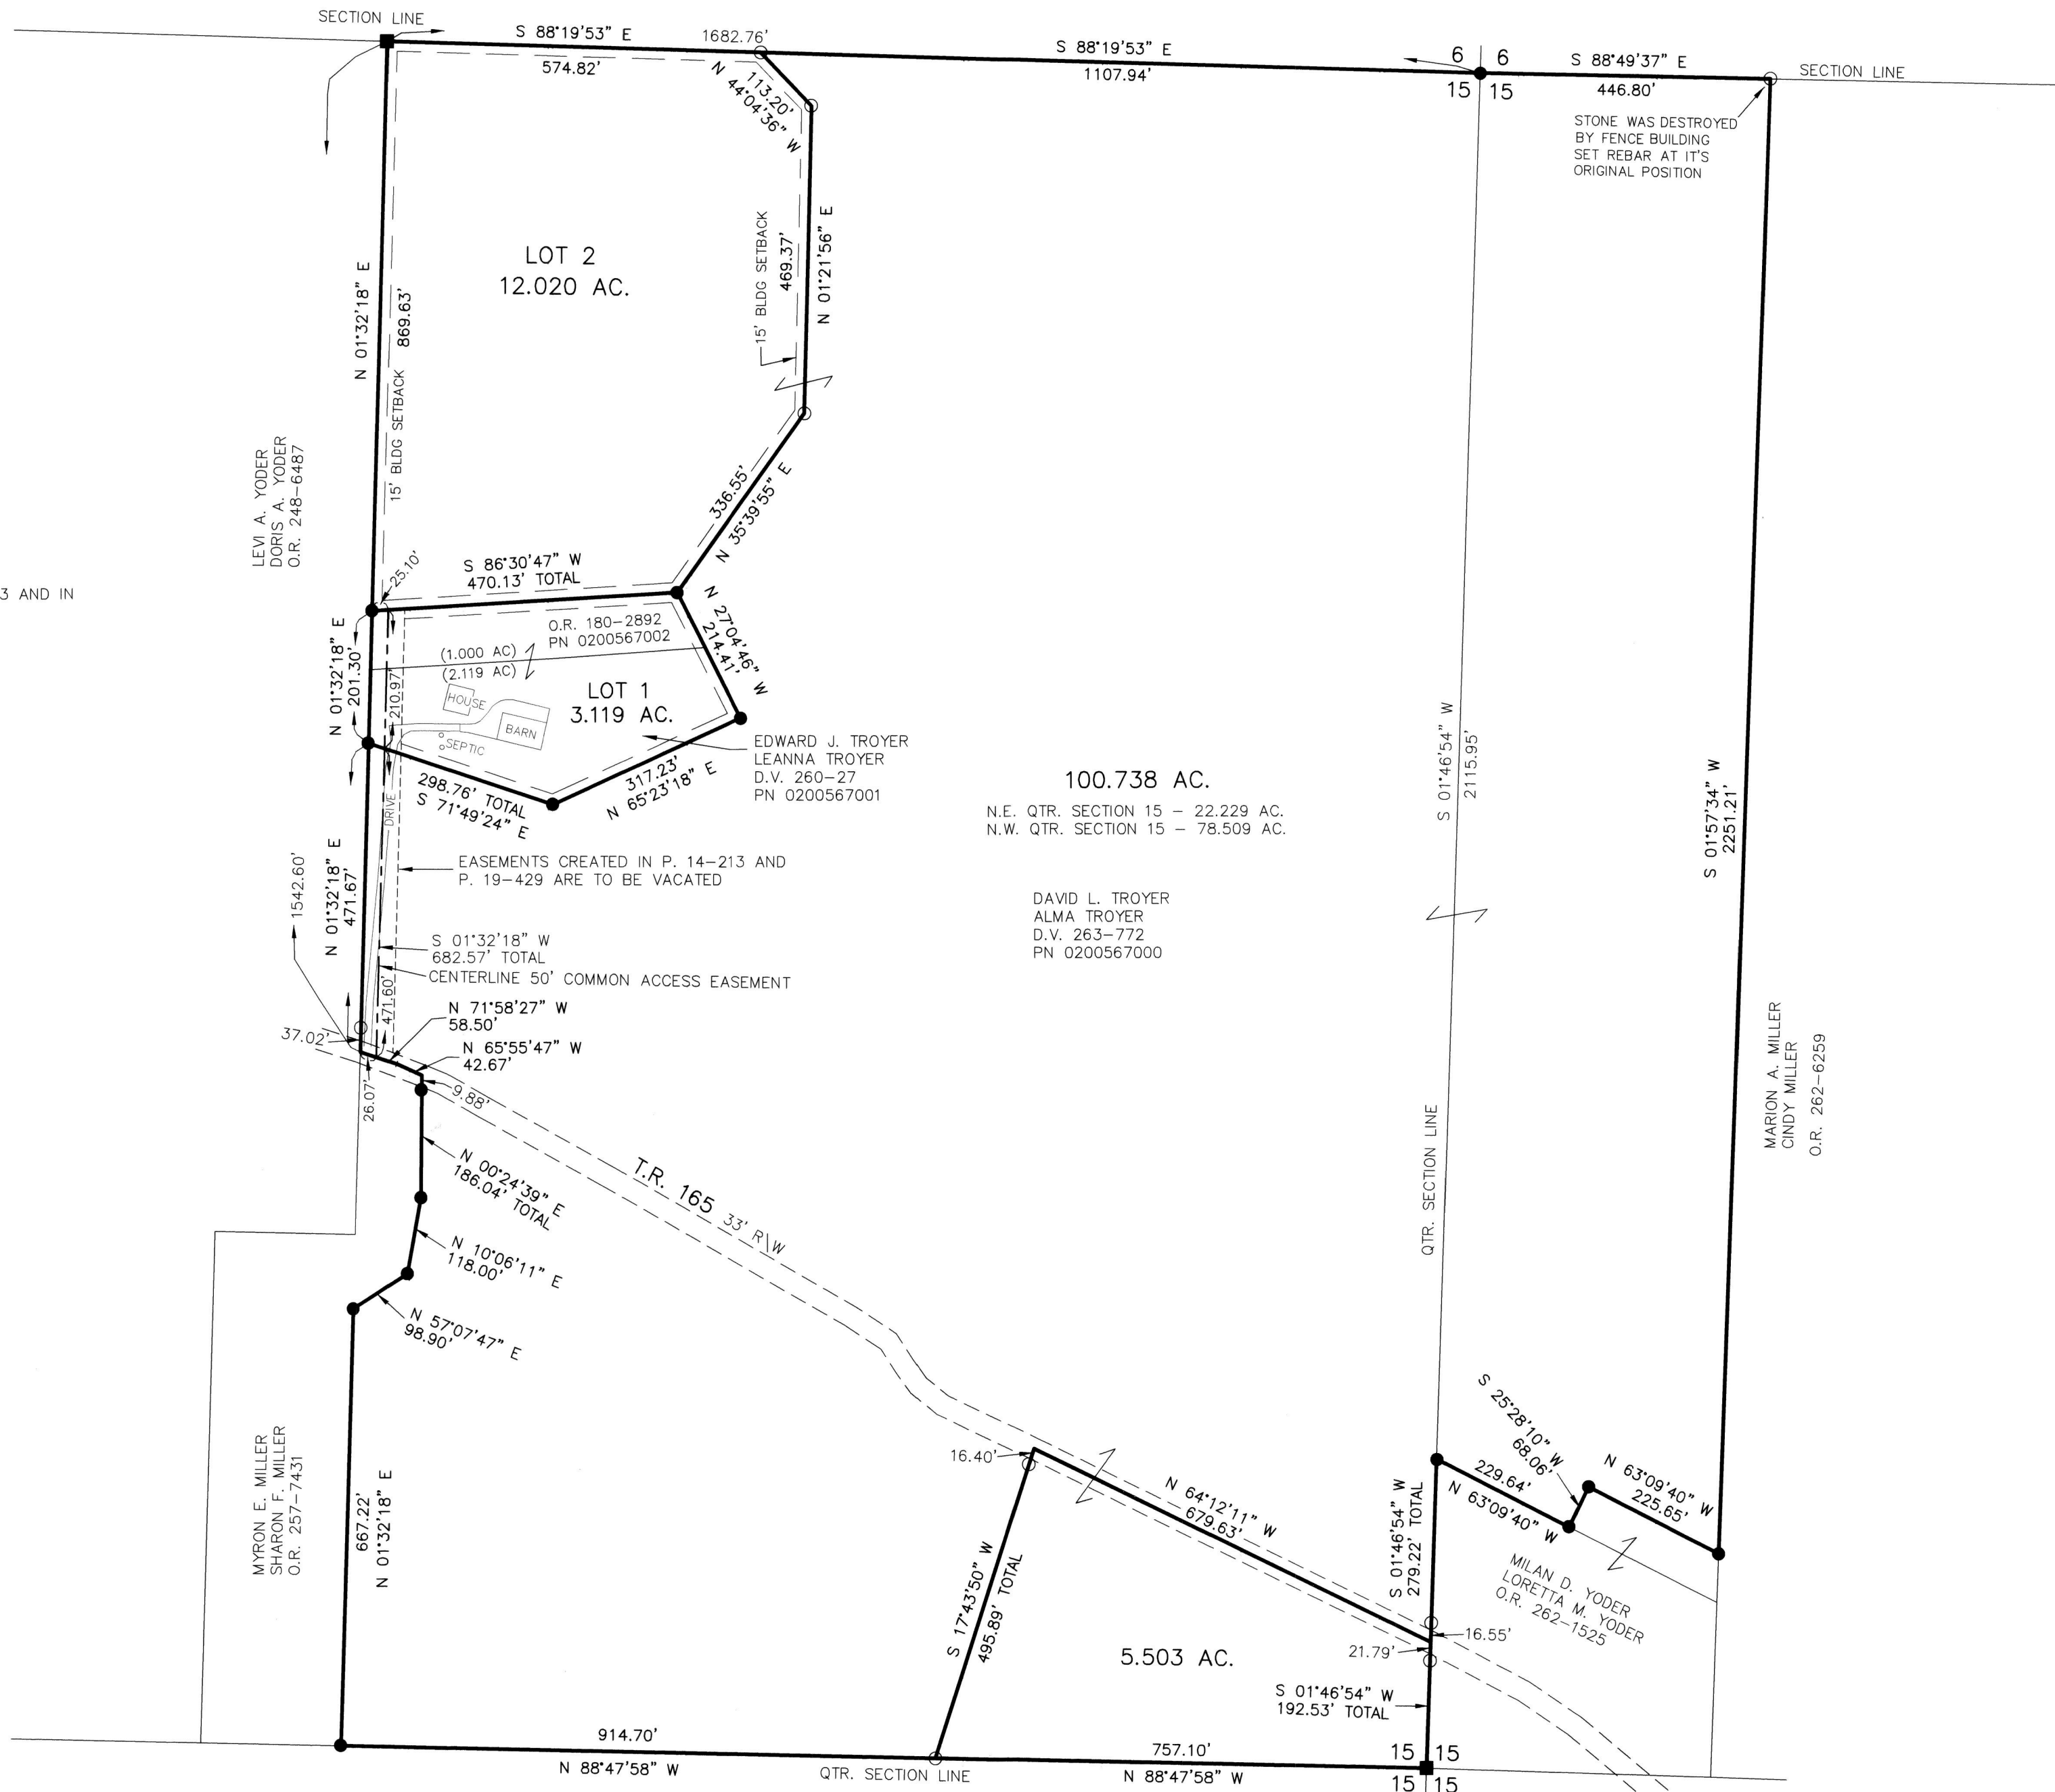 SECTION LINE
S 88°19'53" E
574.82'
1682.76'
S 88°19'53" E
1107.94'
6 6
15 15
S 88°49'37" E
446.80'
SECTION LINE
STONE WAS DESTROYED
BY FENCE BUILDING
SET REBAR AT IT'S
ORIGINAL POSITION
113.20'
N 44°04'36" W
LOT 2
12.020 AC.
15' BLDG SETBACK
469.37'
N 01°21'56" E
N 01°32'18" E
869.63'
15' BLDG SETBACK
LEVI A. YODER
DORIS A. YODER
O.R. 248-6487
336.55'
N 35°39'55" E
25.10'
S 86°30'47" W
470.13' TOTAL
3 AND IN
N 01°32'18" E
201.30'
210.97'
O.R. 180-2892
PN 0200567002
(1.000 AC)
(2.119 AC)
N 27°04'46" W
214.41'
HOUSE
BARN
SEPTIC
LOT 1
3.119 AC.
EDWARD J. TROYER
LEANNA TROYER
D.V. 260-27
PN 0200567001
298.76' TOTAL
S 71°49'24" E
317.23'
N 65°23'18" E
DRIVE
100.738 AC.
N.E. QTR. SECTION 15 - 22.229 AC.
N.W. QTR. SECTION 15 - 78.509 AC.
DAVID L. TROYER
ALMA TROYER
D.V. 263-772
PN 0200567000
S 01°46'54" W
2115.95'
S 01°57'34" W
2251.21'
EASEMENTS CREATED IN P. 14-213 AND
P. 19-429 ARE TO BE VACATED
N 01°32'18" E
471.67'
1542.60'
S 01°32'18" W
682.57' TOTAL
CENTERLINE 50' COMMON ACCESS EASEMENT
471.60'
N 71°58'27" W
58.50'
N 65°55'47" W
42.67'
37.02'
26.07'
9.88'
N 00°24'39" E
186.04' TOTAL
N 10°06'11" E
118.00'
N 57°07'47" E
98.90'
T.R. 165 33' R\W
QTR. SECTION LINE
MARION A. MILLER
CINDY MILLER
O.R. 262-6259
MYRON E. MILLER
SHARON F. MILLER
O.R. 257-7431
667.22'
N 01°32'18" E
16.40'
N 64°12'11" W
679.63'
S 17°43'50" W
495.89' TOTAL
S 01°46'54" W
279.22' TOTAL
S 25°28'10" W
68.06'
229.64'
N 63°09'40" W
N 63°09'40" W
225.65'
MILAN D. YODER
LORETTA M. YODER
O.R. 262-1525
16.55'
21.79'
5.503 AC.
S 01°46'54" W
192.53' TOTAL
914.70'
N 88°47'58" W
QTR. SECTION LINE
757.10'
N 88°47'58" W
15 15
15 15